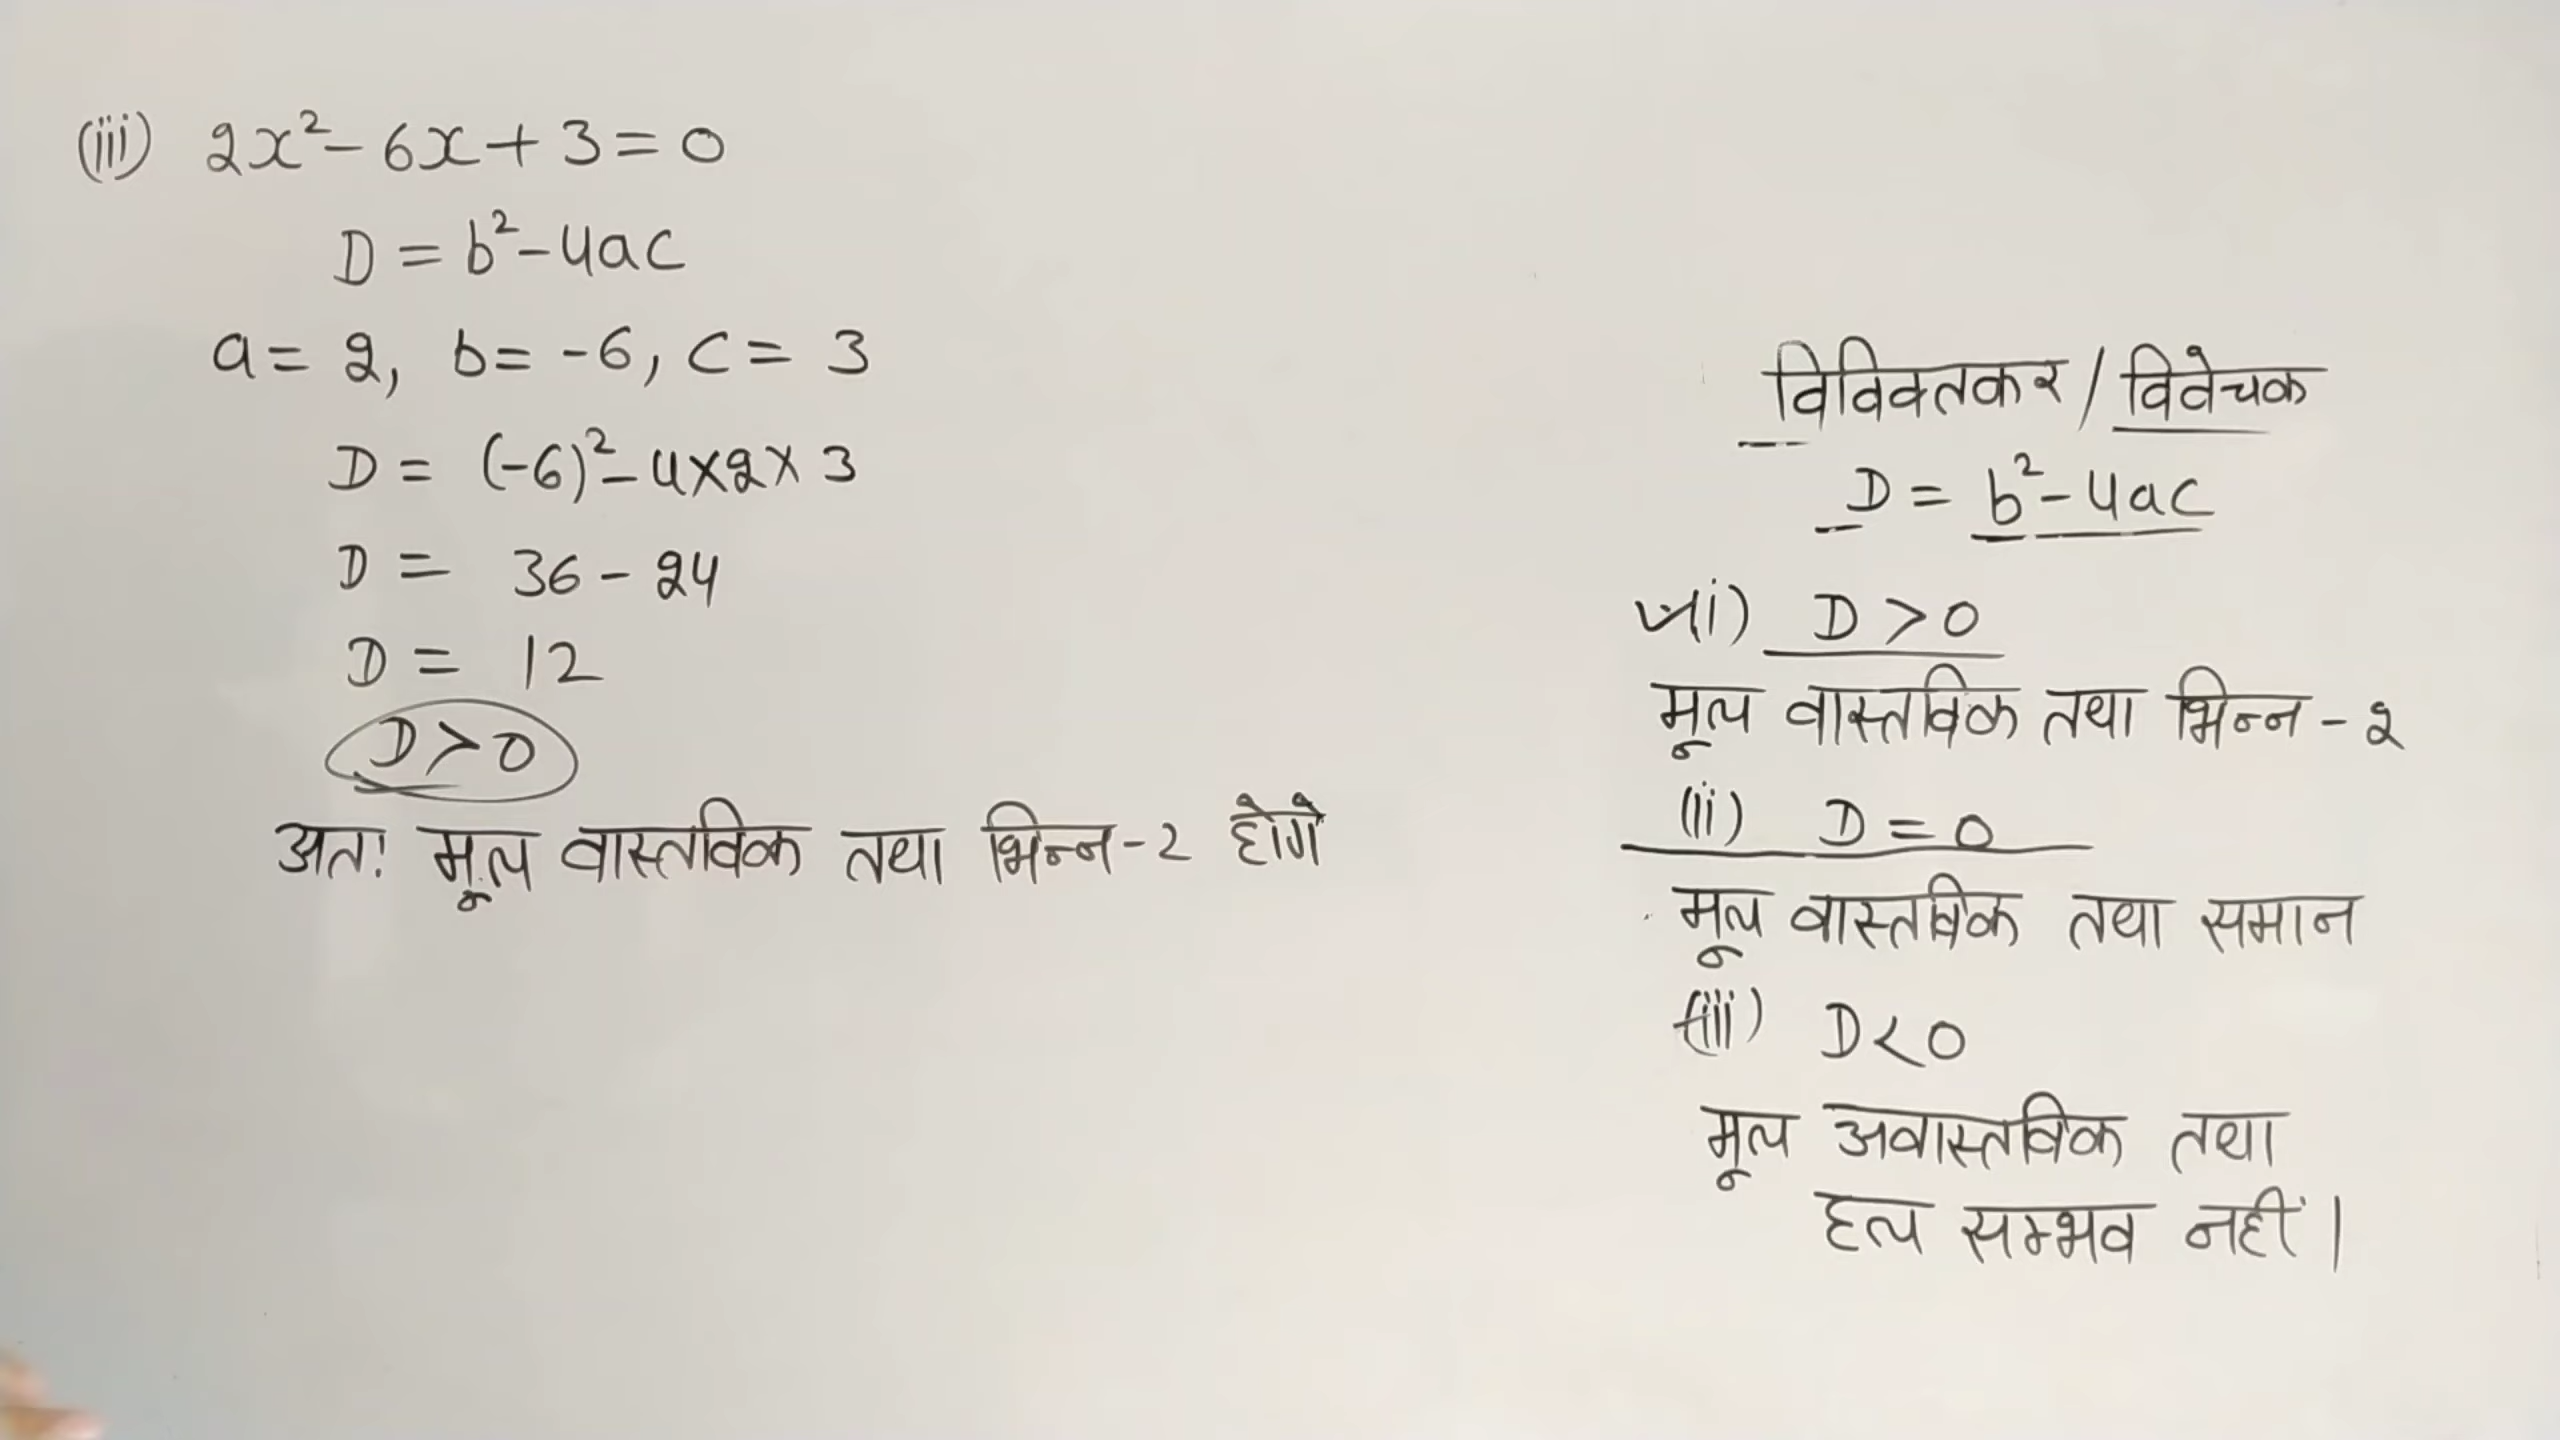 (iii) 2x² - 6x + 3 = 0
D = b² - 4ac
a = 2, b = -6, c = 3
D = (-6)² - 4×2×3
D = 36 - 24
D = 12
D > 0
अतः मूल वास्तविक तथा भिन्न-२ होगे
विविक्तकर / विवेचक
D = b² - 4ac
(i) D > 0
मूल वास्तविक तथा भिन्न-२
(ii) D = 0
मूल वास्तविक तथा समान
(iii) D < 0
मूल अवास्तविक तथा
हल सम्भव नहीं।